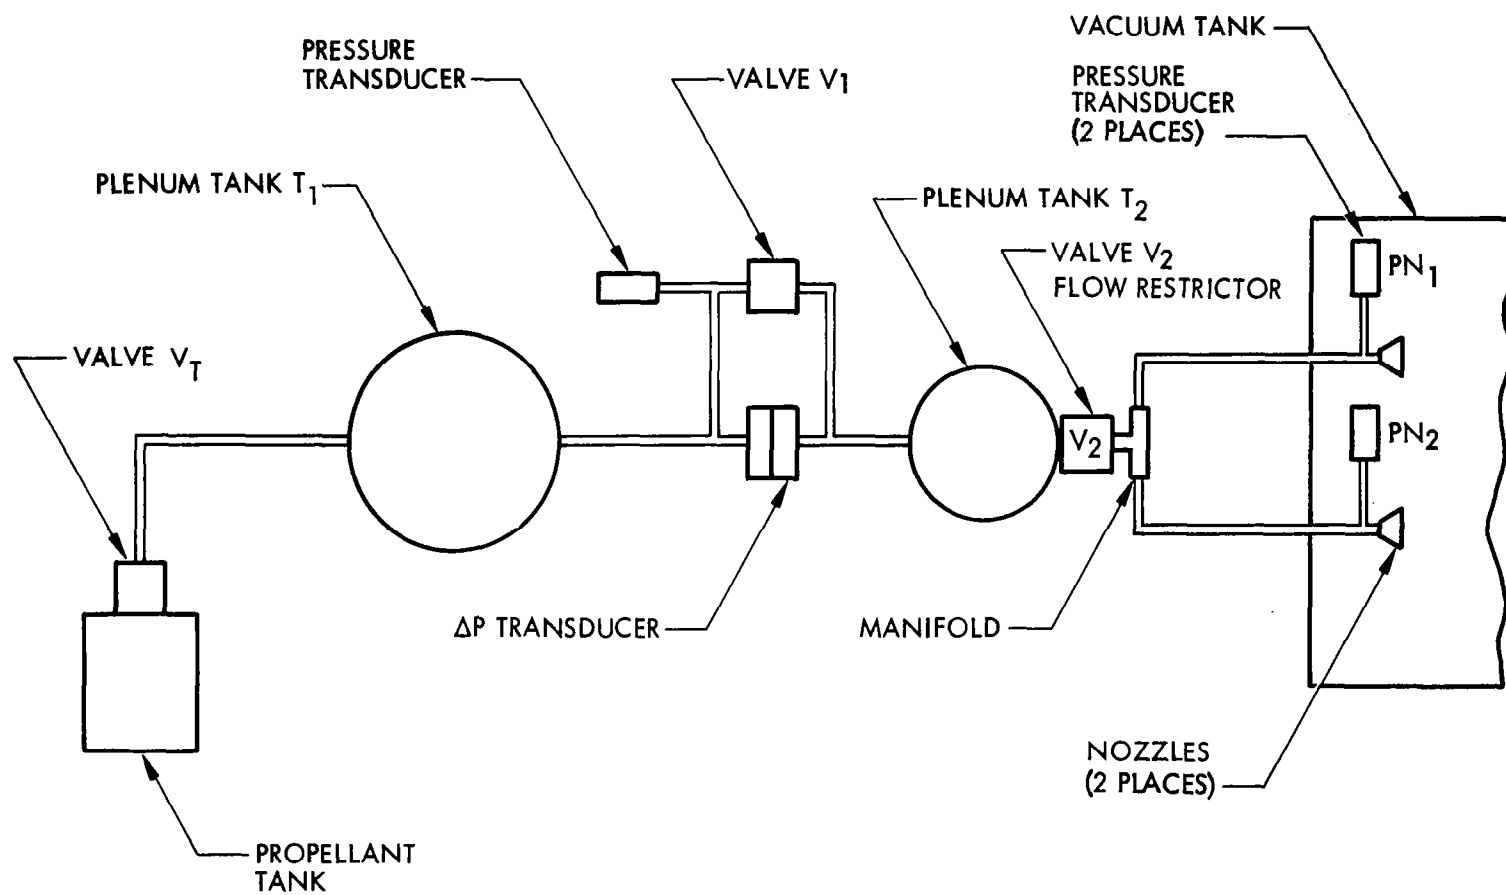 VACUUM TANK
PRESSURE
TRANSDUCER
(2 PLACES)
PRESSURE
TRANSDUCER
VALVE V1
PLENUM TANK T1
PLENUM TANK T2
VALVE V2
FLOW RESTRICTOR
PN1
VALVE VT
V2
PN2
ΔP TRANSDUCER
MANIFOLD
NOZZLES
(2 PLACES)
PROPELLANT
TANK